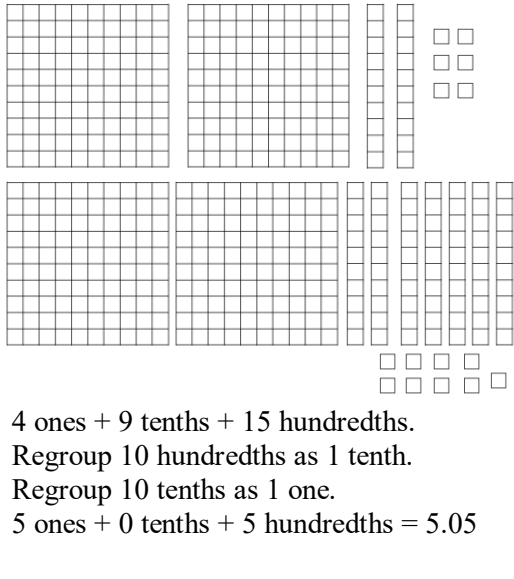 4 ones + 9 tenths + 15 hundredths.
Regroup 10 hundredths as 1 tenth.
Regroup 10 tenths as 1 one.
5 ones + 0 tenths + 5 hundredths = 5.05